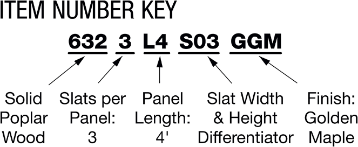 ITEM NUMBER KEY
632 3 L4 S03 GGM
Solid Poplar Wood
Slats per Panel: 3
Panel Length: 4'
Slat Width & Height Differentiator
Finish: Golden Maple